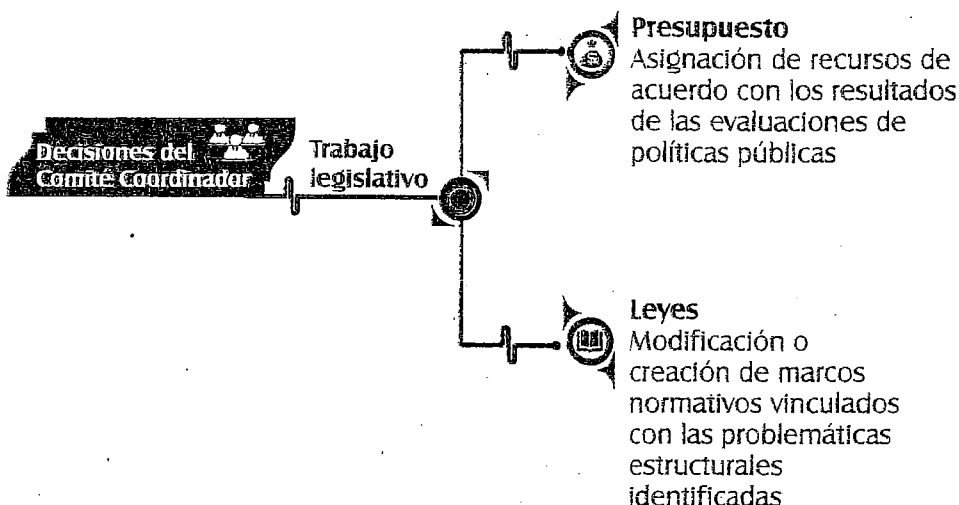 Decisiones del
Comité Coordinador
Trabajo
legislativo
Presupuesto
Asignación de recursos de
acuerdo con los resultados
de las evaluaciones de
políticas públicas
Leyes
Modificación o
creación de marcos
normativos vinculados
con las problemáticas
estructurales
identificadas